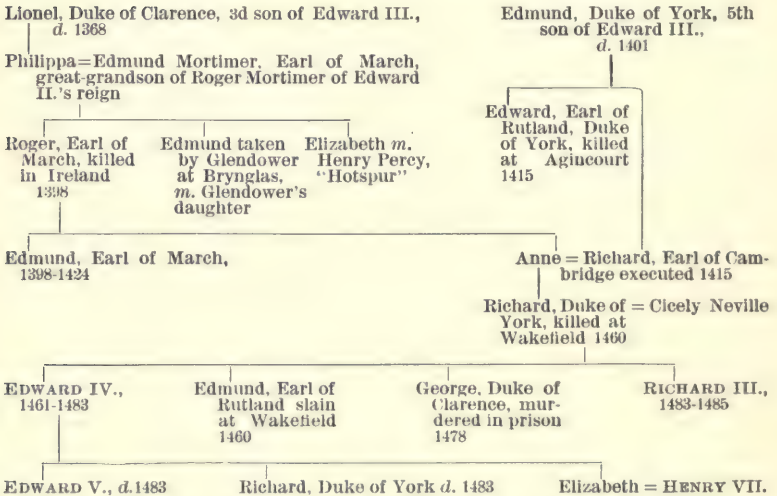 Lionel, Duke of Clarence, 3d son of Edward III.,
d. 1368
Edmund, Duke of York, 5th
son of Edward III.,
d. 1401
Philippa=Edmund Mortimer, Earl of March,
great-grandson of Roger Mortimer of Edward
II.'s reign
Edward, Earl of
Rutland, Duke
of York, killed
at Agincourt
1415
Roger, Earl of
March, killed
in Ireland
1398
Edmund taken
by Glendower
at Brynglas,
m. Glendower's
daughter
Elizabeth m.
Henry Percy,
"Hotspur"
Edmund, Earl of March,
1398-1424
Anne = Richard, Earl of Cam-
bridge executed 1415
Richard, Duke of = Cicely Neville
York, killed at
Wakefield 1460
EDWARD IV.,
1461-1483
Edmund, Earl of
Rutland slain
at Wakefield
1460
George, Duke of
Clarence, mur-
dered in prison
1478
RICHARD III.,
1483-1485
EDWARD V., d. 1483
Richard, Duke of York d. 1483
Elizabeth = HENRY VII.